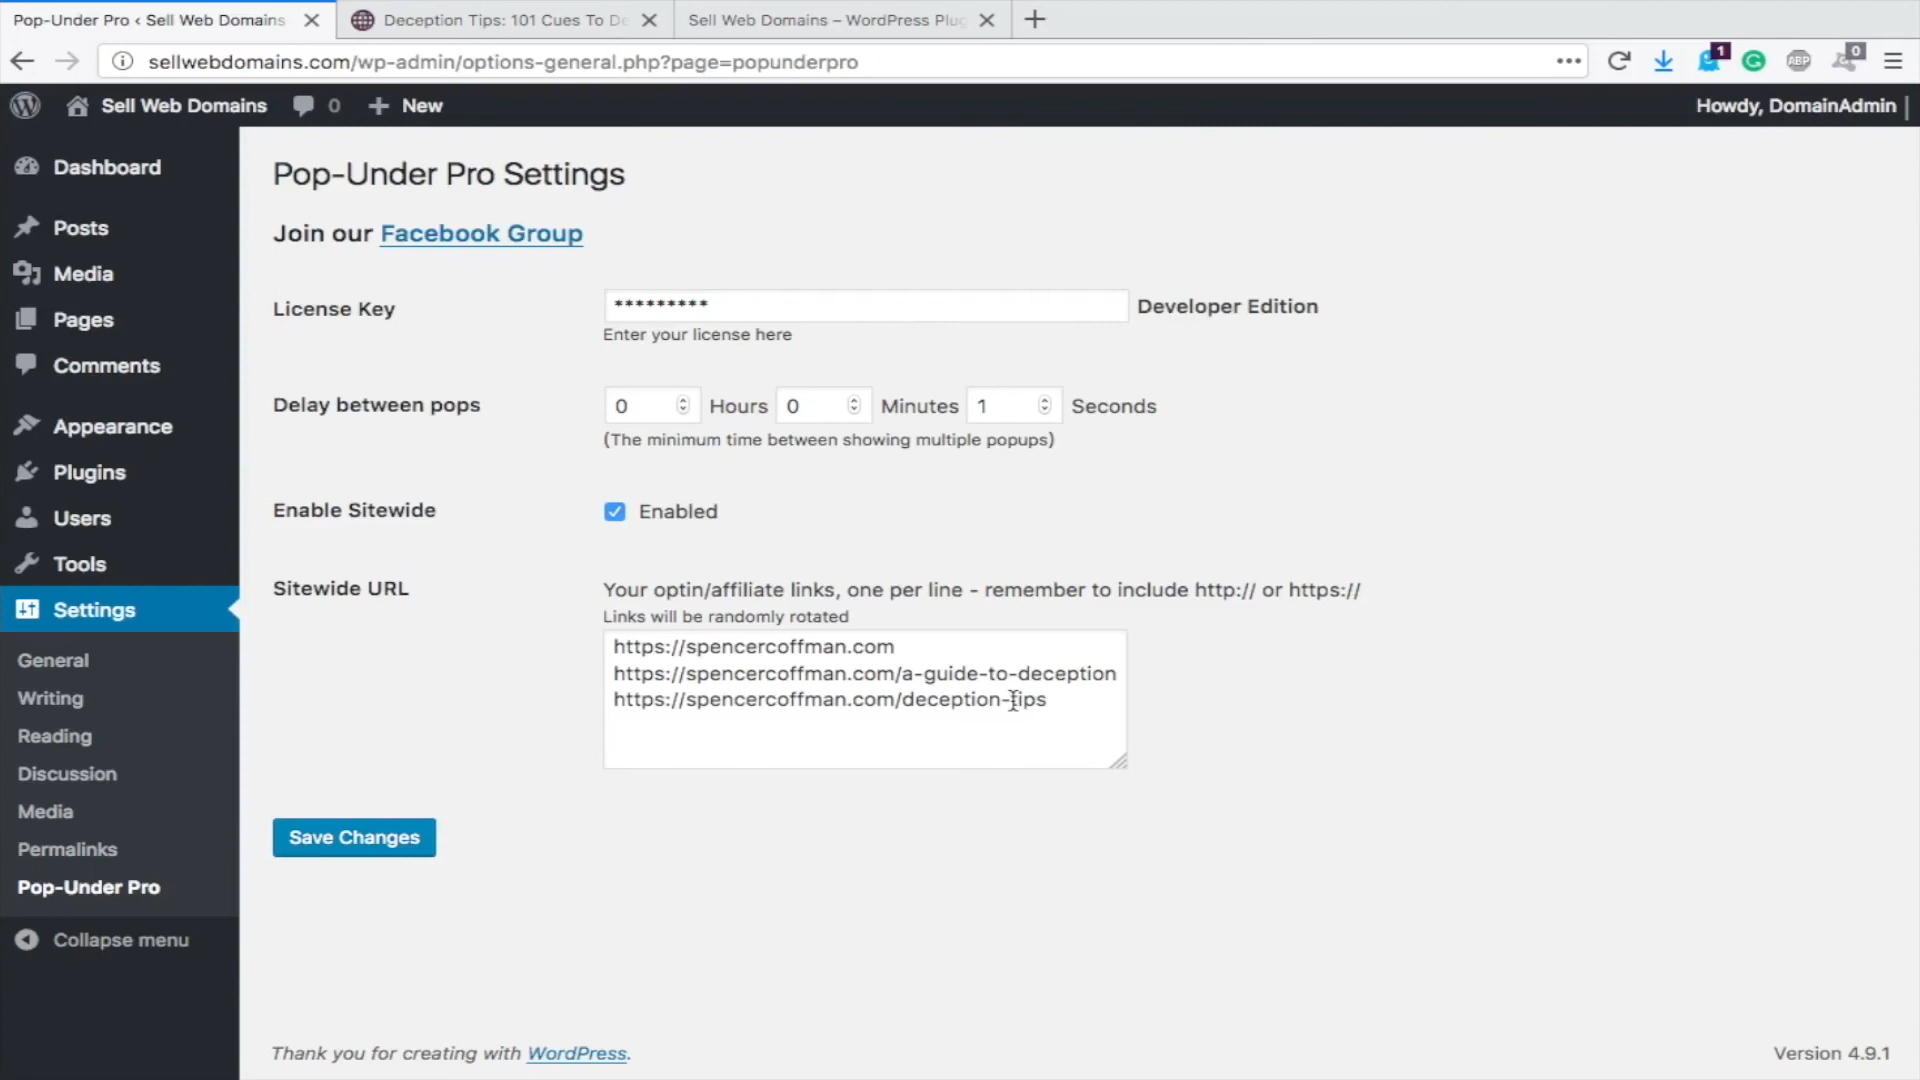 Pop-Under Pro ‹ Sell Web Domains
Deception Tips: 101 Cues To De
Sell Web Domains – WordPress Plug
sellwebdomains.com/wp-admin/options-general.php?page=popunderpro
1
ABP
0
Sell Web Domains
0
New
Howdy, DomainAdmin
Dashboard
Posts
Media
Pages
Comments
Appearance
Plugins
Users
Tools
Settings
General
Writing
Reading
Discussion
Media
Permalinks
Pop-Under Pro
Collapse menu
Pop-Under Pro Settings
Join our Facebook Group
License Key
*********
Developer Edition
Enter your license here
Delay between pops
0 Hours 0 Minutes 1 Seconds
(The minimum time between showing multiple popups)
Enable Sitewide
Enabled
Sitewide URL
Your optin/affiliate links, one per line - remember to include http:// or https://
Links will be randomly rotated
https://spencercoffman.com
https://spencercoffman.com/a-guide-to-deception
https://spencercoffman.com/deception-tips
Save Changes
Thank you for creating with WordPress.
Version 4.9.1